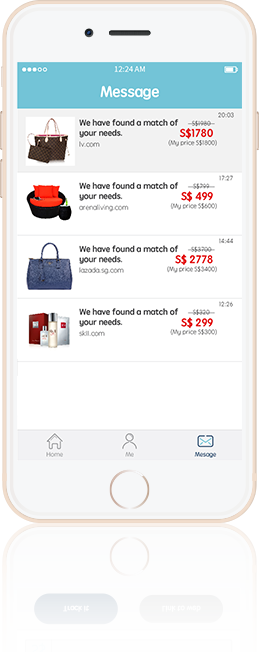 12:24 AM
Message
20:03
We have found a match of your needs.
S$1980
S$1780
lv.com
(My price S$1800)
17:27
We have found a match of your needs.
S$799
S$ 499
arenaliving.com
(My price S$600)
14:44
We have found a match of your needs.
S$3700
S$ 2778
lazada.sg.com
(My price S$3400)
12:26
We have found a match of your needs.
S$320
S$ 299
skii.com
(My price S$300)
Home
Me
Mesage